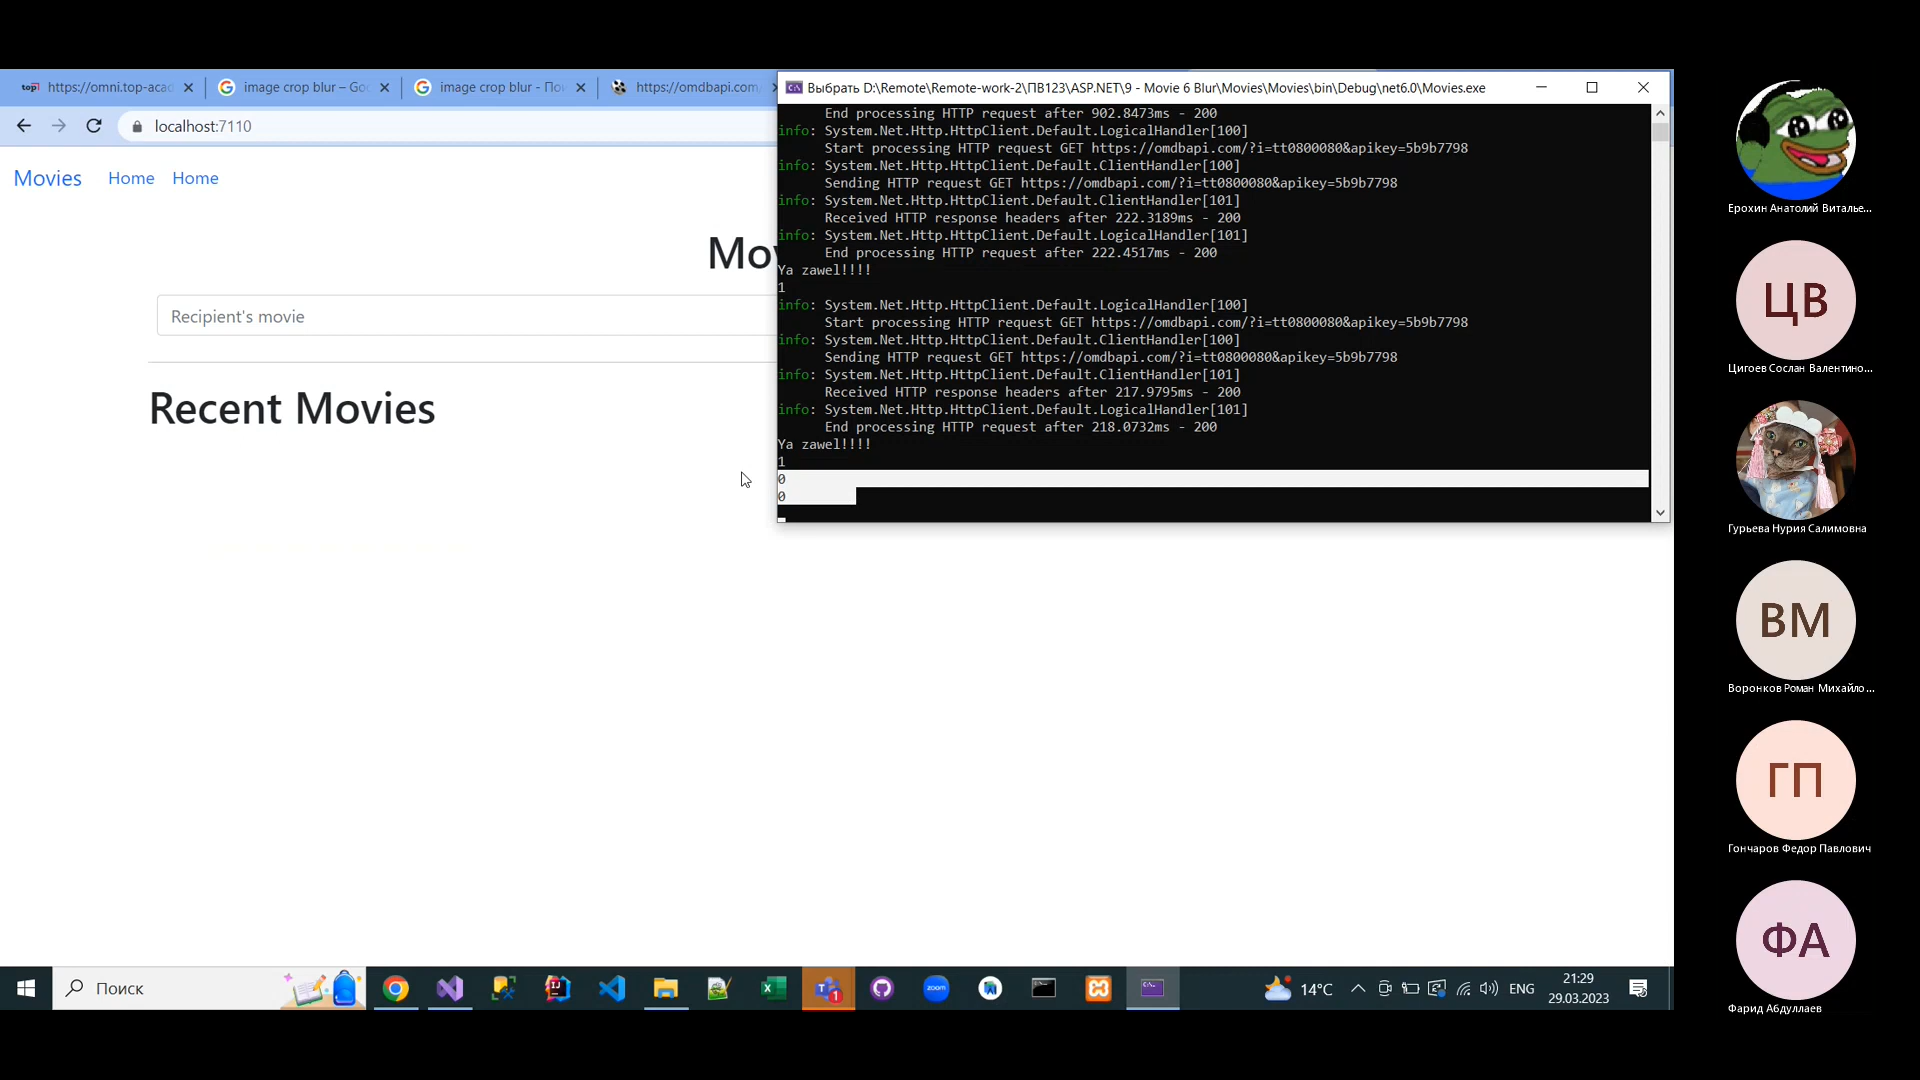 https://omni.top-acad
image crop blur – Goo
image crop blur - Пои
https://omdbapi.com
localhost:7110
Movies Home Home
Mov
Recipient's movie
Recent Movies
Выбрать D:\Remote\Remote-work-2\ПВ123\ASP.NET\9 - Movie 6 Blur\Movies\Movies\bin\Debug\net6.0\Movies.exe
End processing HTTP request after 902.8473ms - 200
info: System.Net.Http.HttpClient.Default.LogicalHandler[100]
Start processing HTTP request GET https://omdbapi.com/?i=tt0800080&apikey=5b9b7798
info: System.Net.Http.HttpClient.Default.ClientHandler[100]
Sending HTTP request GET https://omdbapi.com/?i=tt0800080&apikey=5b9b7798
info: System.Net.Http.HttpClient.Default.ClientHandler[101]
Received HTTP response headers after 222.3189ms - 200
info: System.Net.Http.HttpClient.Default.LogicalHandler[101]
End processing HTTP request after 222.4517ms - 200
Ya zawel!!!!
1
info: System.Net.Http.HttpClient.Default.LogicalHandler[100]
Start processing HTTP request GET https://omdbapi.com/?i=tt0800080&apikey=5b9b7798
info: System.Net.Http.HttpClient.Default.ClientHandler[100]
Sending HTTP request GET https://omdbapi.com/?i=tt0800080&apikey=5b9b7798
info: System.Net.Http.HttpClient.Default.ClientHandler[101]
Received HTTP response headers after 217.9795ms - 200
info: System.Net.Http.HttpClient.Default.LogicalHandler[101]
End processing HTTP request after 218.0732ms - 200
Ya zawel!!!!
1
0
0
Ерохин Анатолий Виталье...
ЦВ
Цигоев Сослан Валентино...
Гурьева Нурия Салимовна
ВМ
Воронков Роман Михайло...
ГП
Гончаров Федор Павлович
ФА
Фарид Абдуллаев
Поиск
zoom
1
14°C
ENG
21:29
29.03.2023